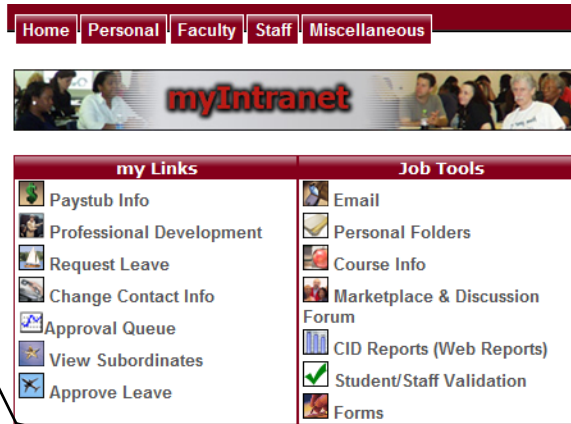 Home Personal Faculty Staff Miscellaneous
myIntranet
my Links
Paystub Info
Professional Development
Request Leave
Change Contact Info
Approval Queue
View Subordinates
Approve Leave
Job Tools
Email
Personal Folders
Course Info
Marketplace & Discussion
Forum
CID Reports (Web Reports)
Student/Staff Validation
Forms